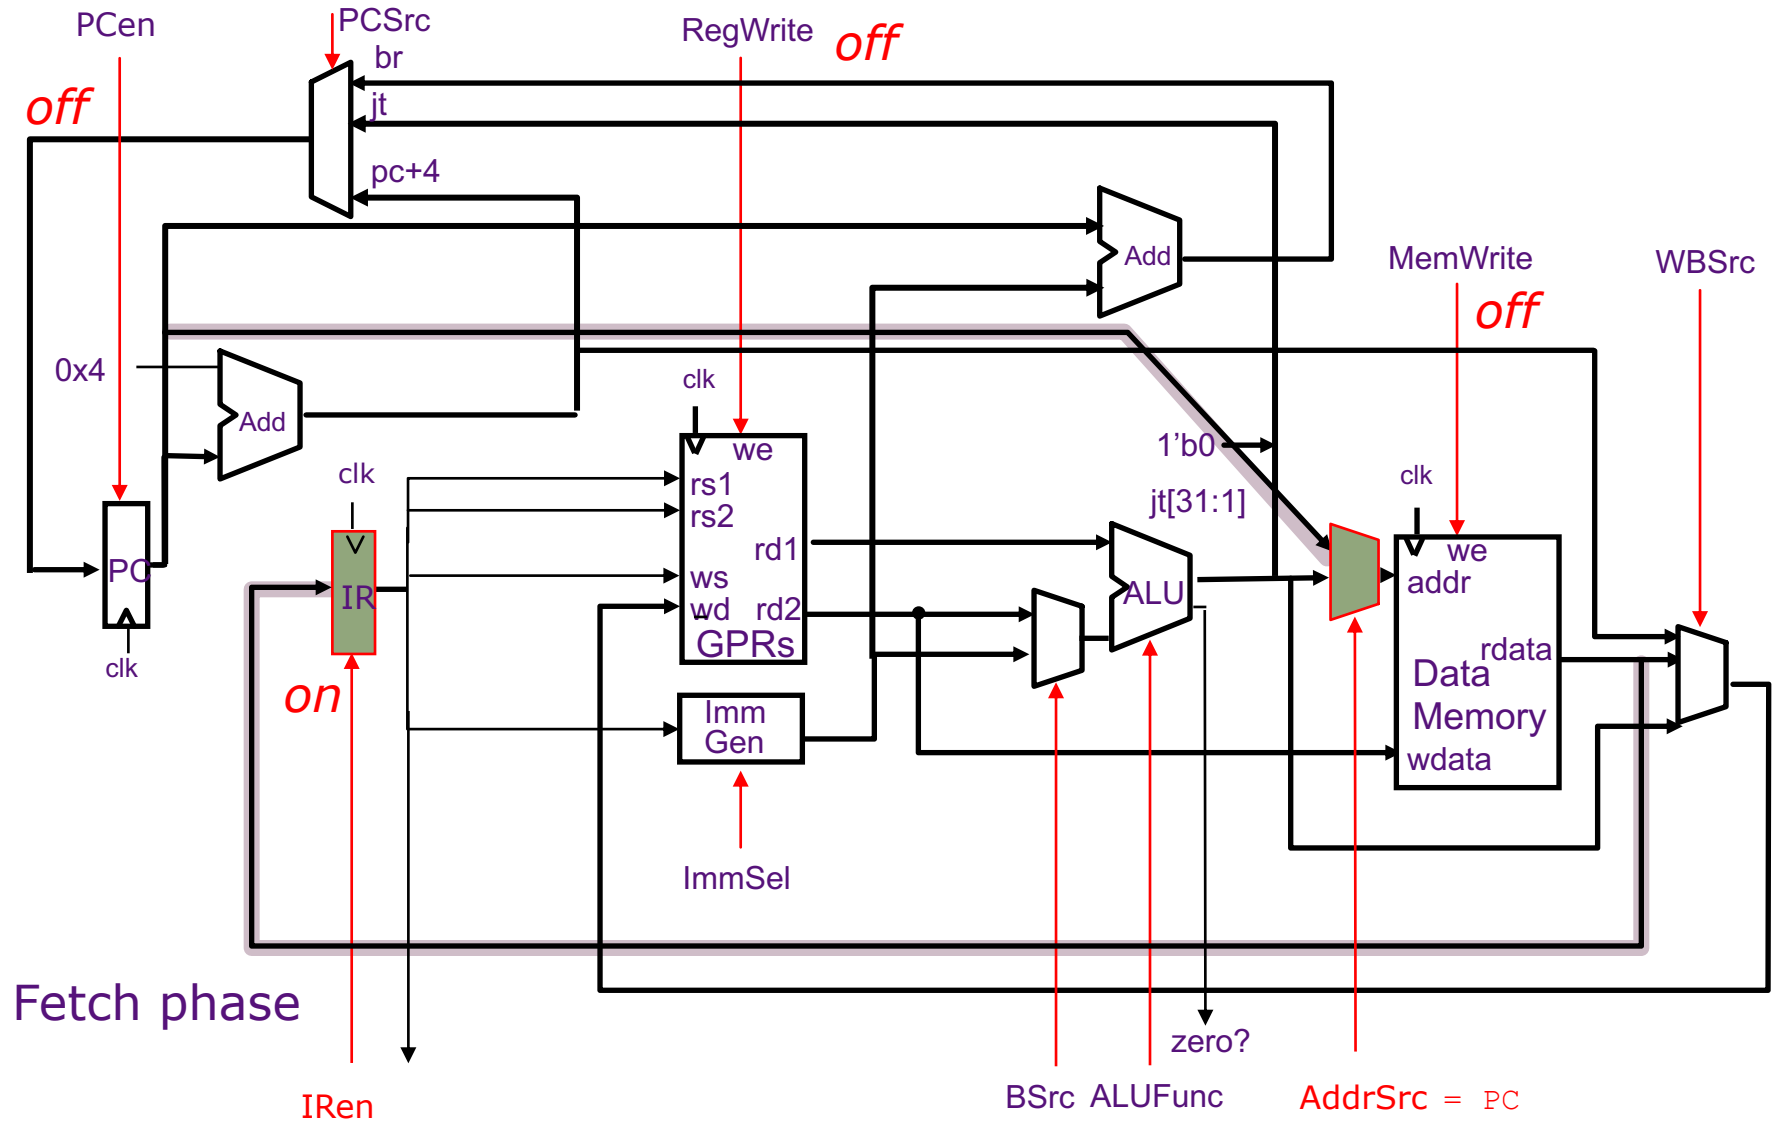 PCen
PCSrc
RegWrite
off
br
off
jt
pc+4
Add
MemWrite
WBSrc
off
0x4
Add
clk
we
1'b0
clk
clk
rs1
jt[31:1]
rs2
rd1
we
PC
ws
addr
IR
wd
rd2
ALU
GPRs
clk
rdata
on
Data
Imm
Memory
Gen
wdata
ImmSel
Fetch phase
zero?
IRen
BSrc
ALUFunc
AddrSrc = PC